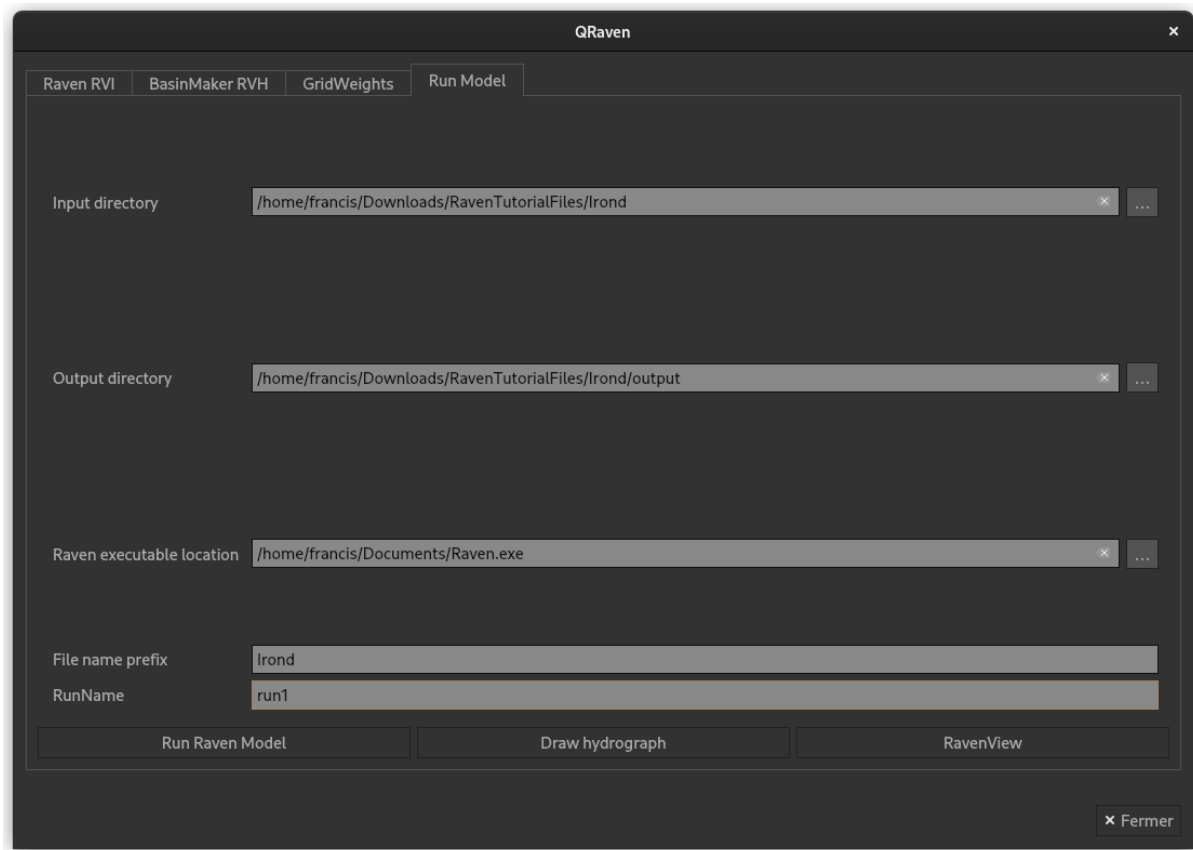 QRaven ×
Raven RVI BasinMaker RVH GridWeights Run Model
Input directory /home/francis/Downloads/RavenTutorialFiles/Irond ...
Output directory /home/francis/Downloads/RavenTutorialFiles/Irond/output ...
Raven executable location /home/francis/Documents/Raven.exe ...
File name prefix Irond
RunName run1
Run Raven Model Draw hydrograph RavenView
× Fermer